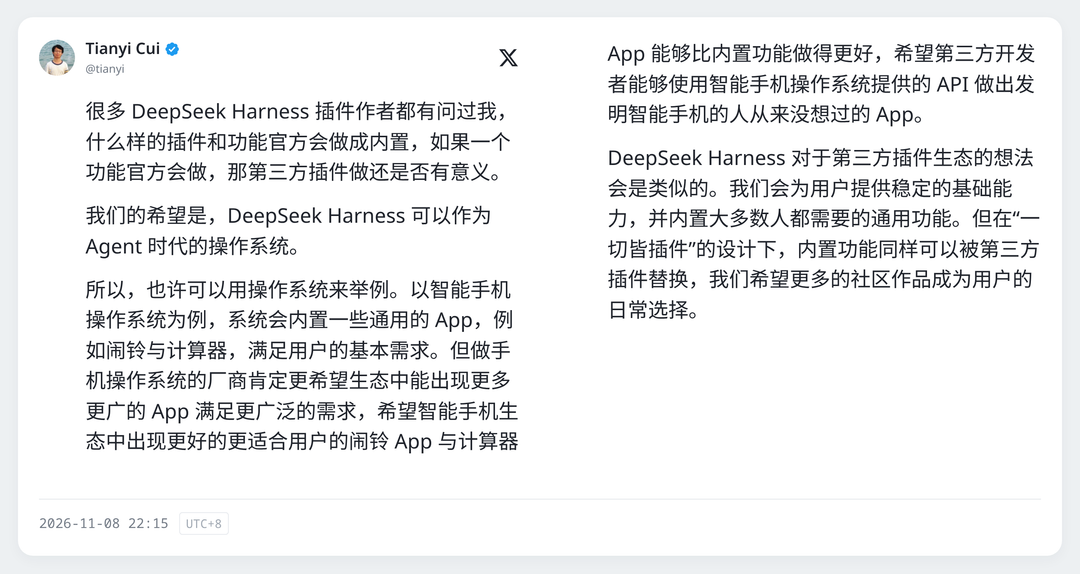 Tianyi Cui
@tianyi
很多 DeepSeek Harness 插件作者都有问过我，
什么样的插件和功能官方会做成内置，如果一个
功能官方会做，那第三方插件做还是否有意义。
我们的希望是，DeepSeek Harness 可以作为
Agent 时代的操作系统。
所以，也许可以用操作系统来举例。以智能手机
操作系统为例，系统会内置一些通用的 App，例
如闹铃与计算器，满足用户的基本需求。但做手
机操作系统的厂商肯定更希望生态中能出现更多
更广的 App 满足更广泛的需求，希望智能手机生
态中出现更好的更适合用户的闹铃 App 与计算器
App 能够比内置功能做得更好，希望第三方开发
者能够使用智能手机操作系统提供的 API 做出发
明智能手机的人从来没想过的 App。
DeepSeek Harness 对于第三方插件生态的想法
会是类似的。我们会为用户提供稳定的基础能
力，并内置大多数人都需要的通用功能。但在“一
切皆插件”的设计下，内置功能同样可以被第三方
插件替换，我们希望更多的社区作品成为用户的
日常选择。
2026-11-08 22:15 UTC+8